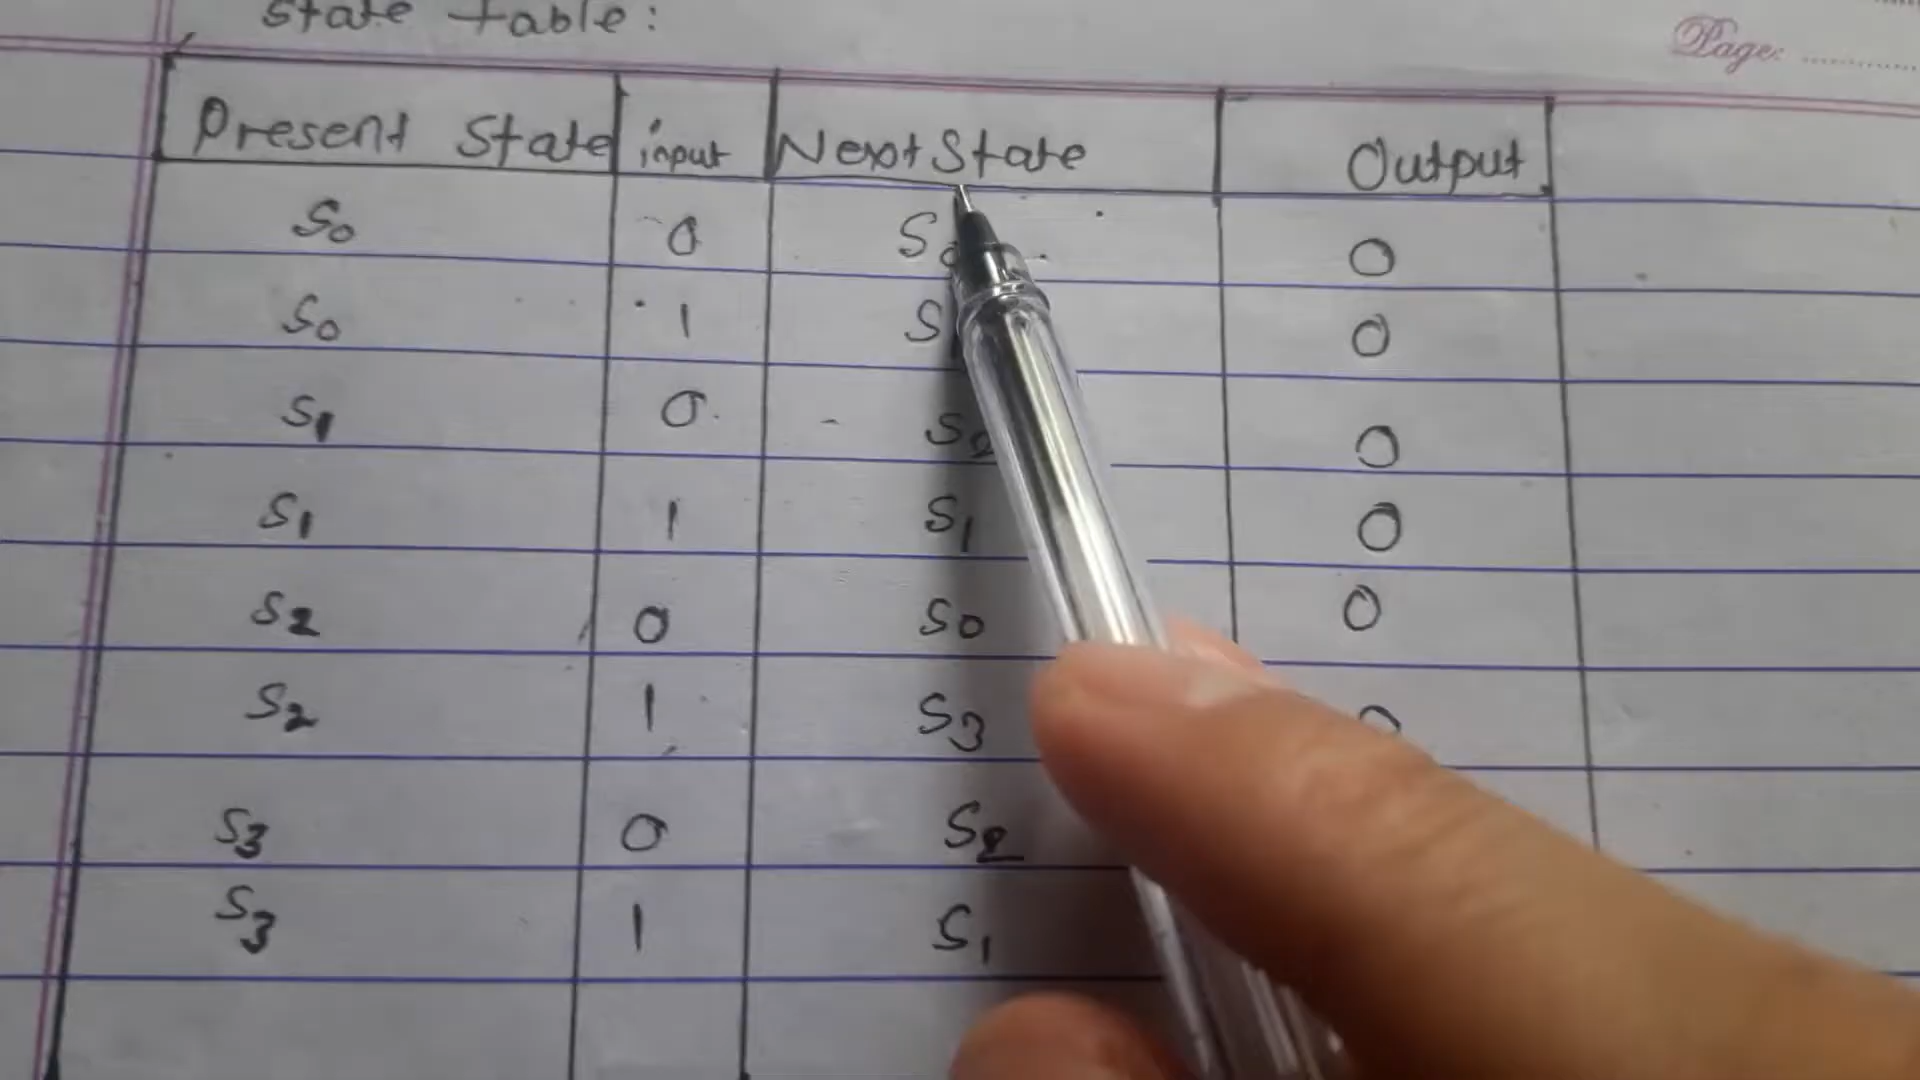 State table:
Page:
Present State input Next State Output
S0 0 S0 0
S0 1 S1 0
S1 0 S2 0
S1 1 S1 0
S2 0 S0 0
S2 1 S3 0
S3 0 S2
S3 1 S1